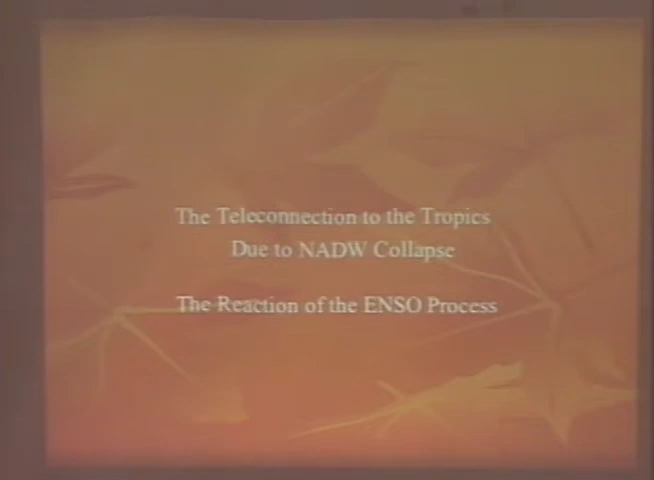 The Teleconnection to the Tropics
Due to NADW Collapse
The Reaction of the ENSO Process